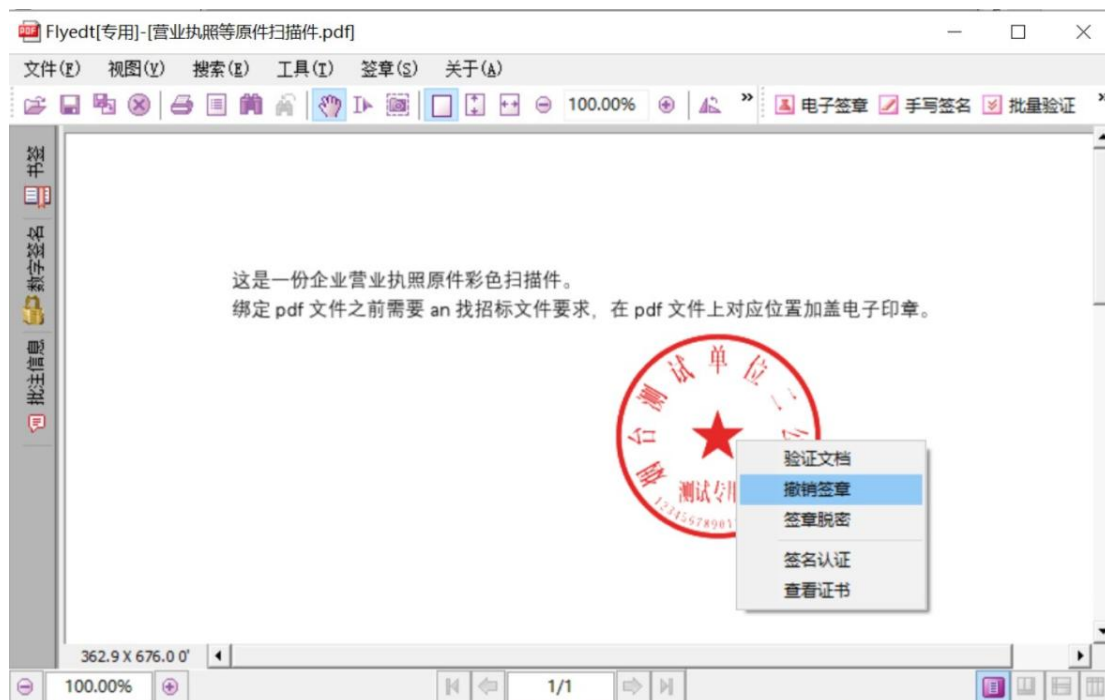 Flyedt[专用]-[营业执照等原件扫描件.pdf]
文件(F) 视图(V) 搜索(E) 工具(T) 签章(S) 关于(A)
100.00% 电子签章 手写签名 批量验证
书签
数字签名
批注信息
这是一份企业营业执照原件彩色扫描件。
绑定 pdf 文件之前需要 an 找招标文件要求，在 pdf 文件上对应位置加盖电子印章。
烟台测试单位二
测试专用
验证文档
撤销签章
签章脱密
签名认证
查看证书
362.9 X 676.0 0'
100.00% 1/1